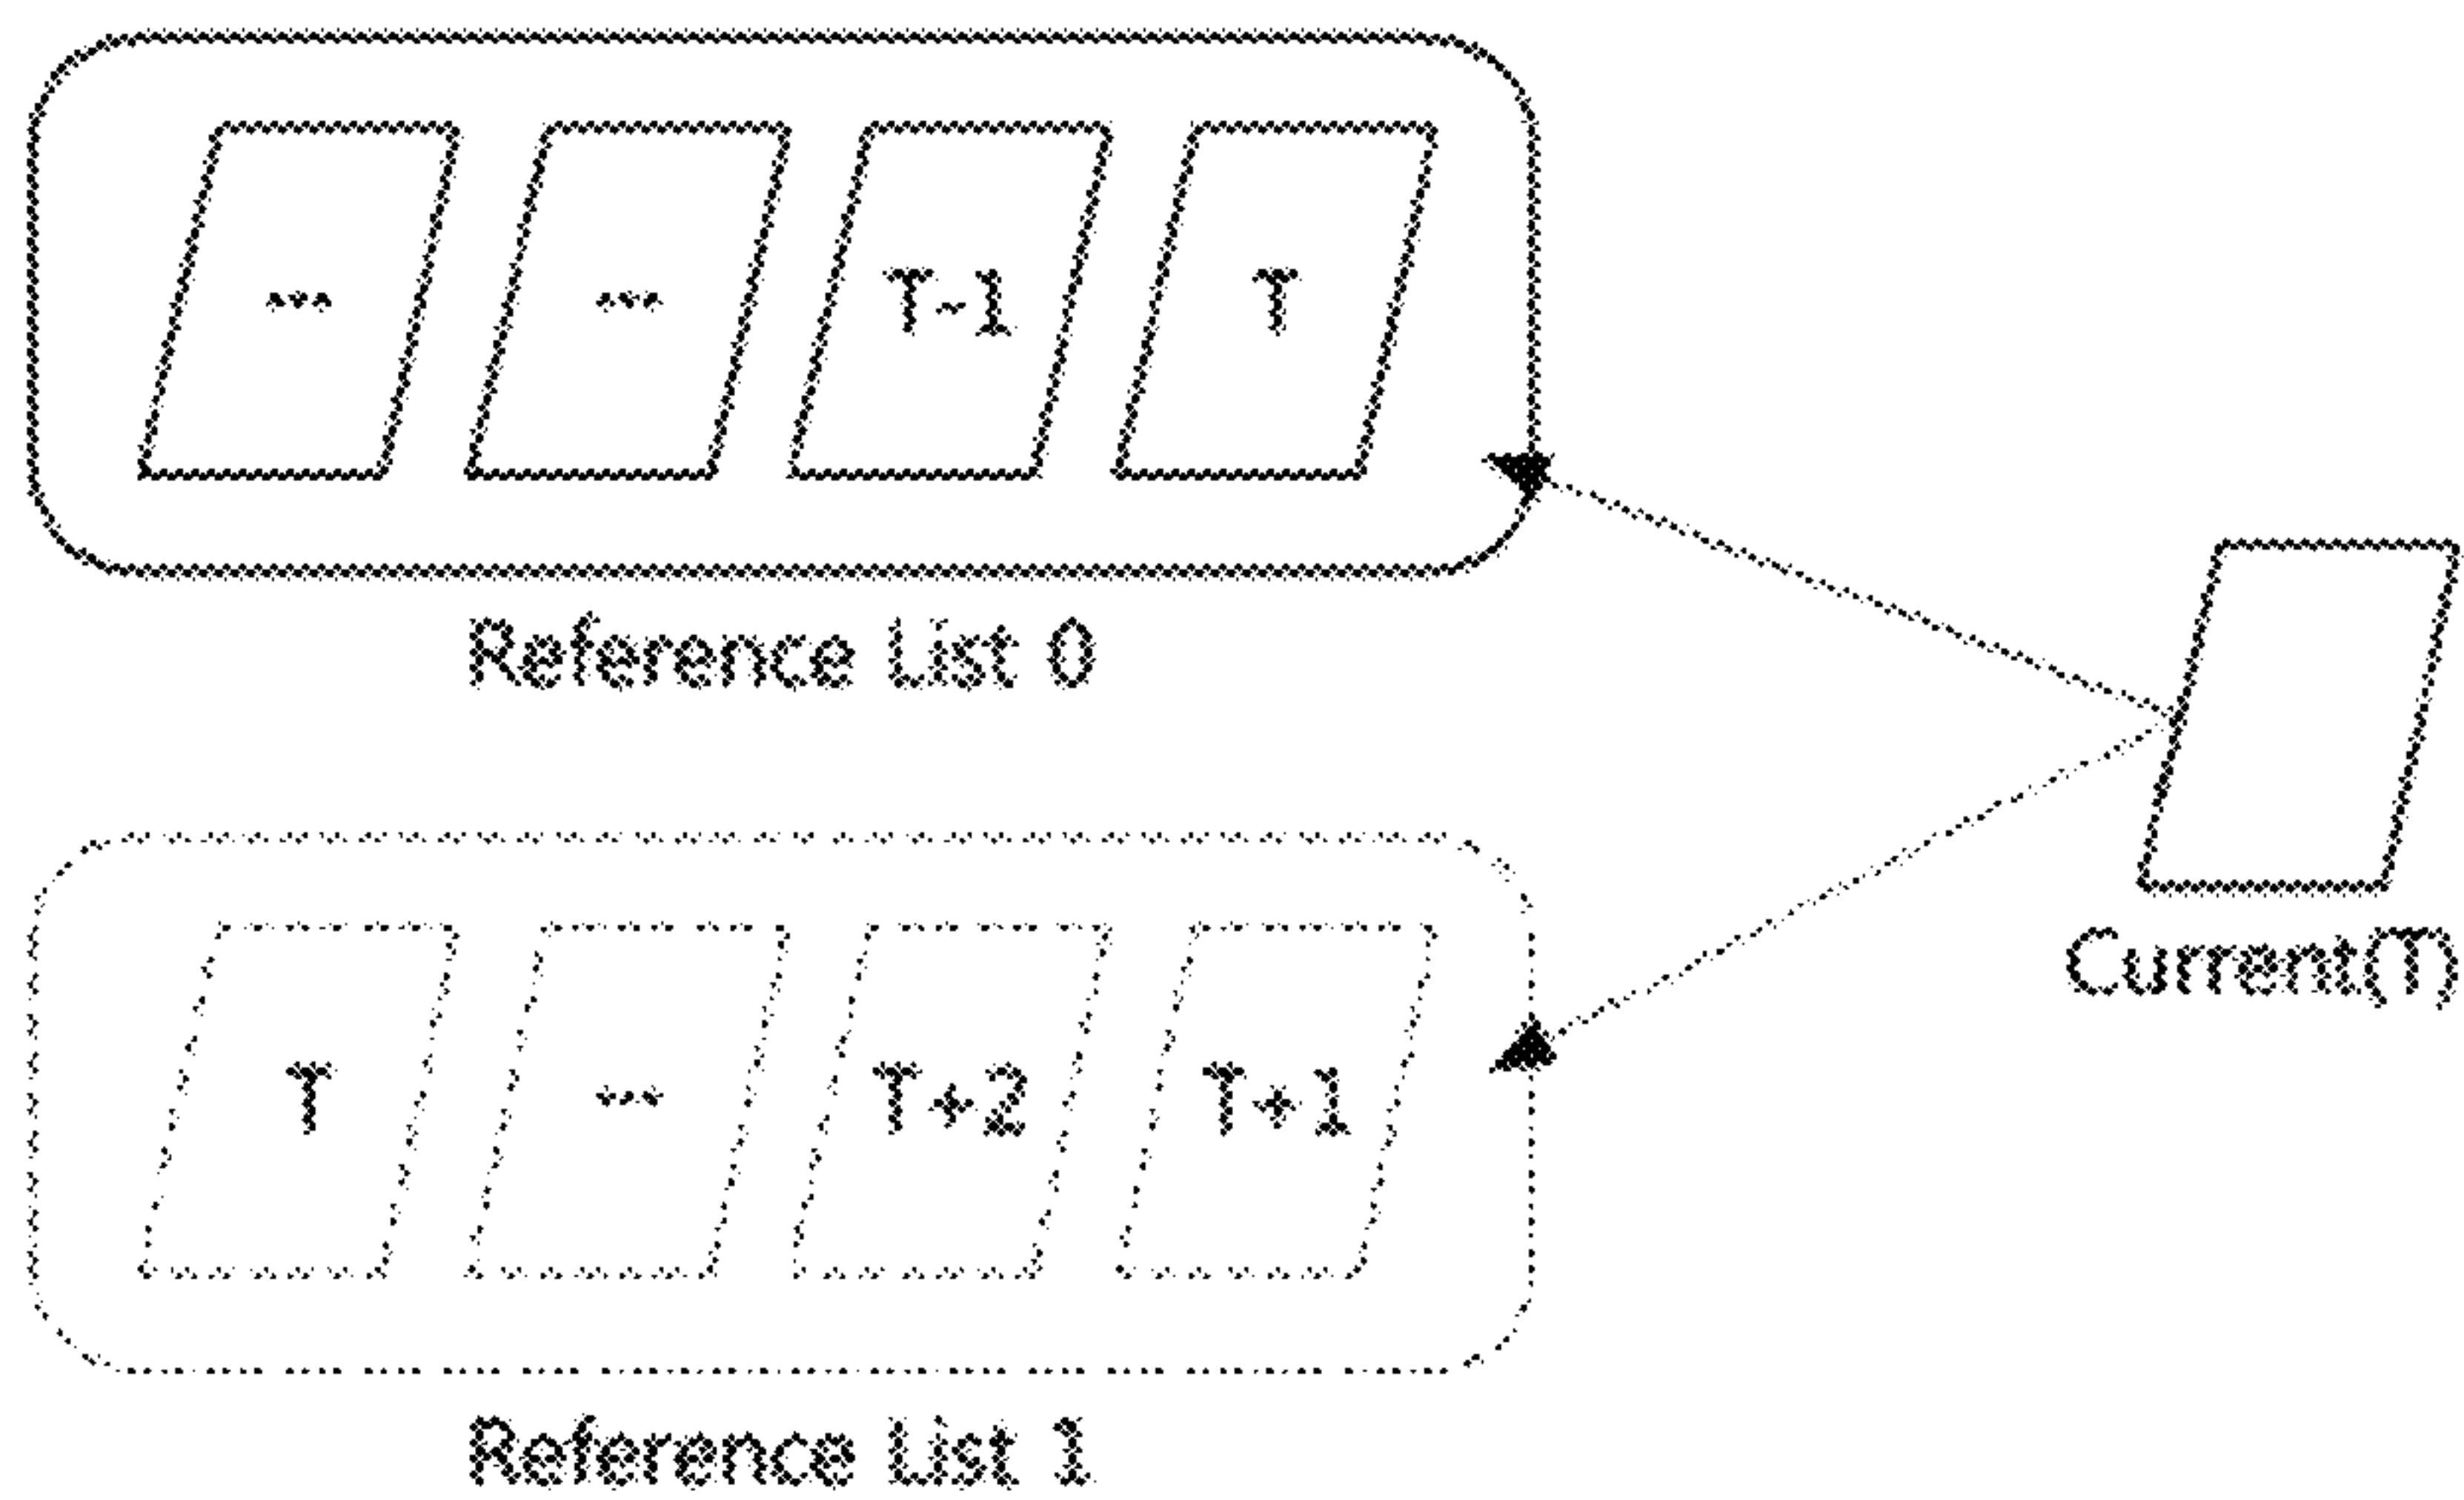 ... ... T-1 T
Reference List 0
Current(T)
T ... T+2 T+1
Reference List 1